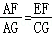 AF/AG = EF/CG